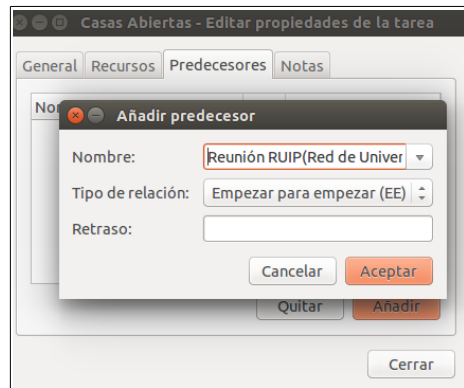 Casas Abiertas - Editar propiedades de la tarea
General Recursos Predecesores Notas
Añadir predecesor
Nombre: Reunión RUIP(Red de Univer
Tipo de relación: Empezar para empezar (EE)
Retraso:
Cancelar Aceptar
Quitar Añadir
Cerrar